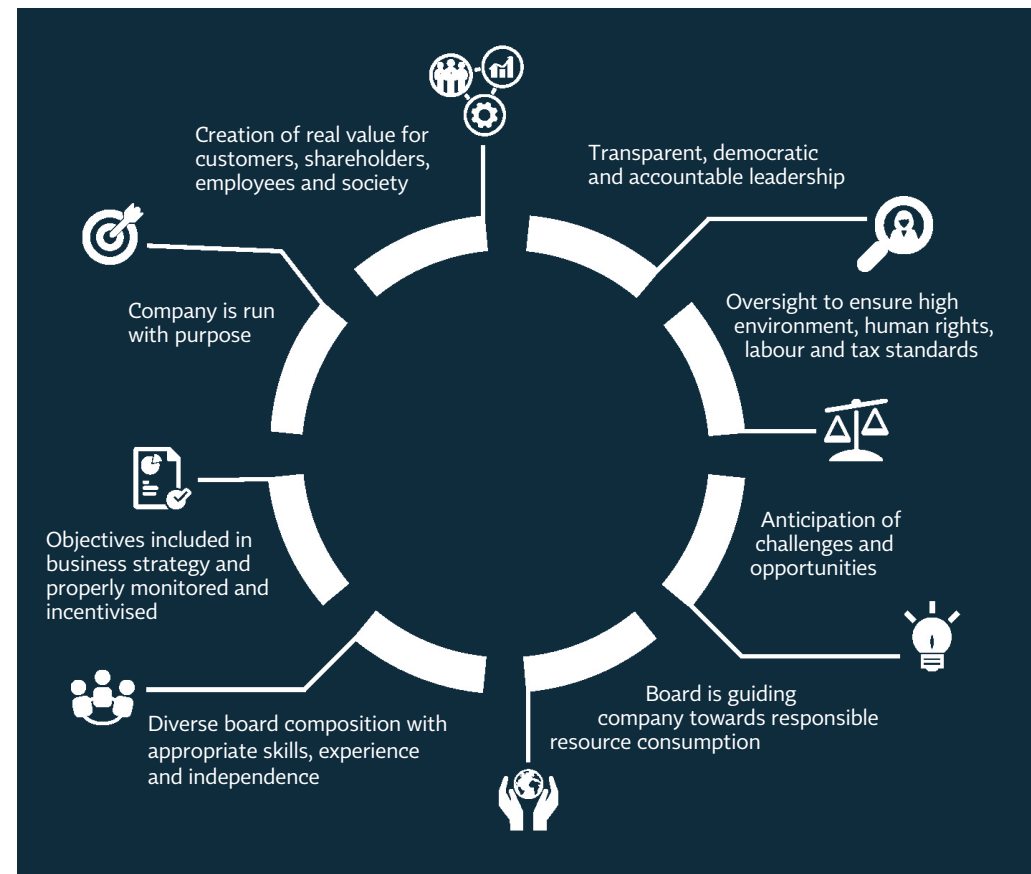 Creation of real value for
customers, shareholders,
employees and society
Transparent, democratic
and accountable leadership
Oversight to ensure high
environment, human rights,
labour and tax standards
Anticipation of
challenges and
opportunities
Board is guiding
company towards responsible
resource consumption
Diverse board composition with
appropriate skills, experience
and independence
Objectives included in
business strategy and
properly monitored and
incentivised
Company is run
with purpose